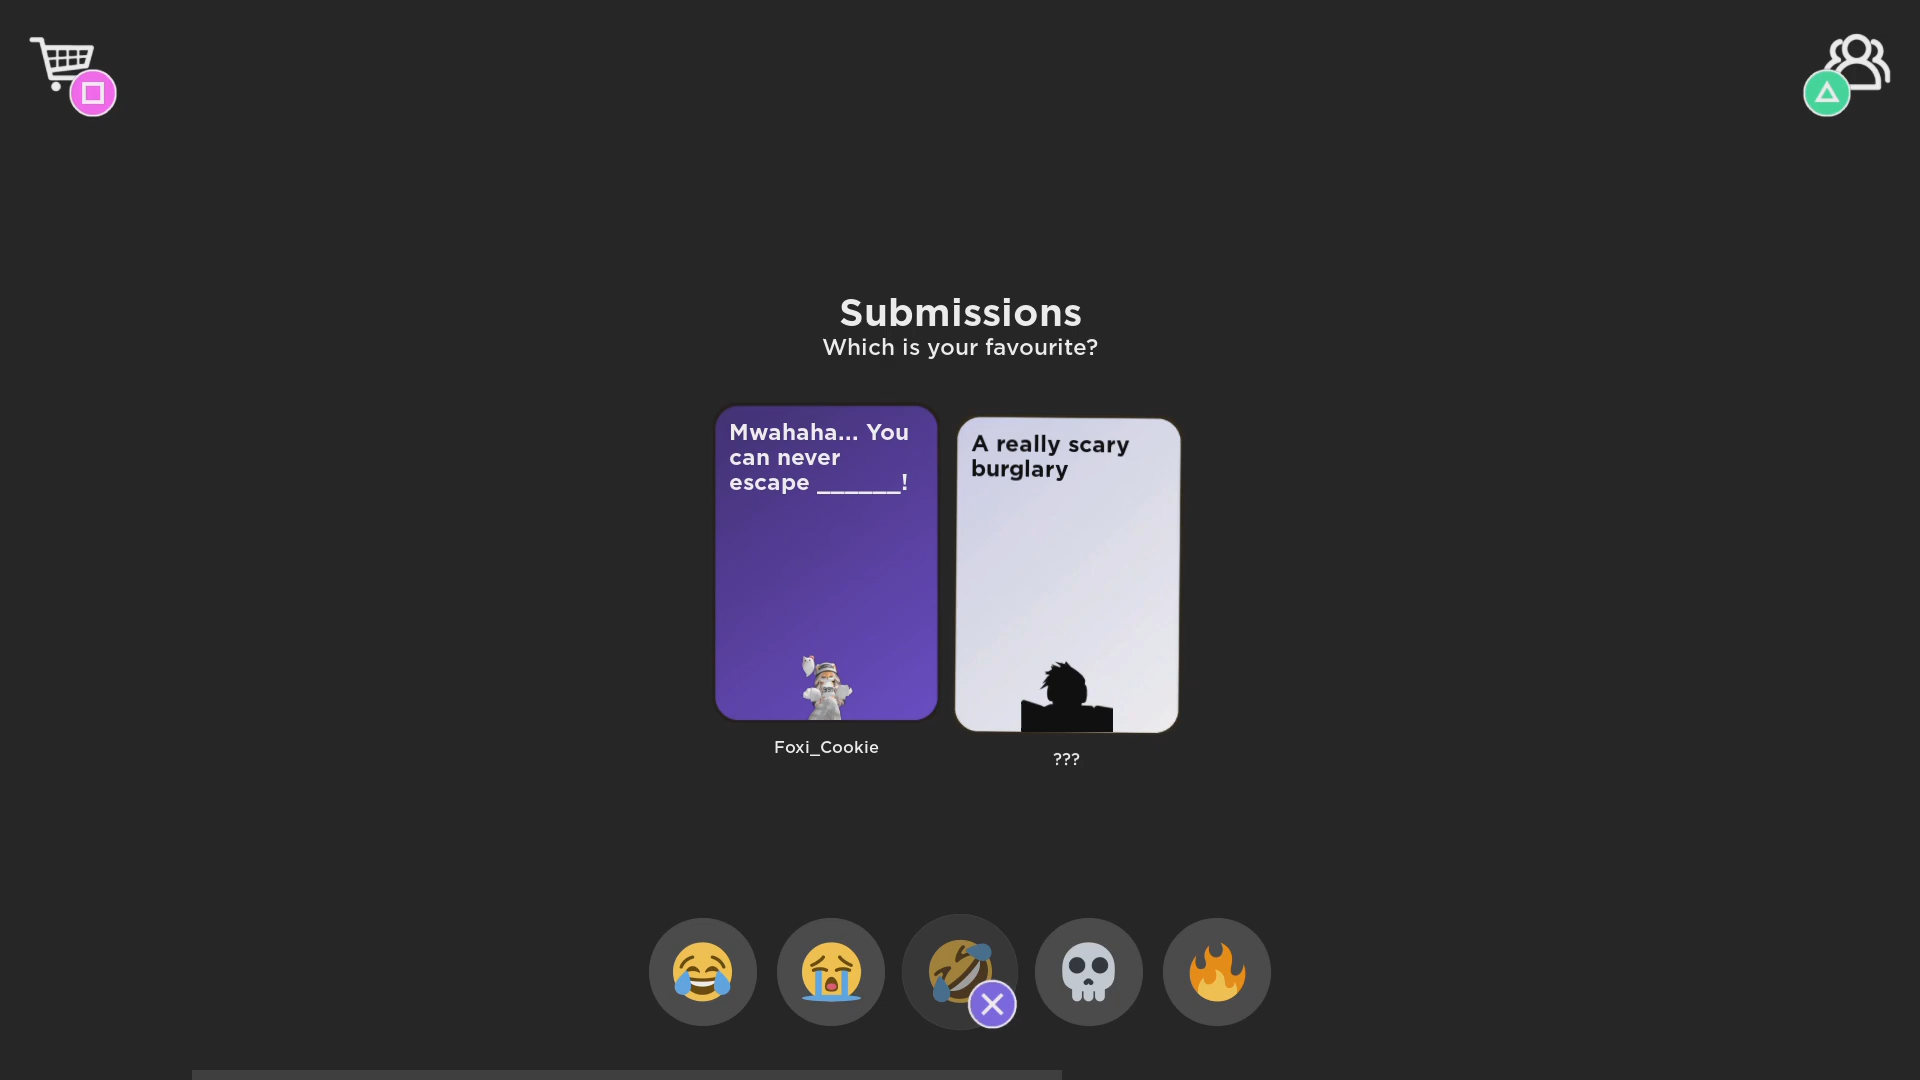 Submissions
Which is your favourite?
Mwahaha... You
can never
escape ______!
A really scary
burglary
Foxi_Cookie
???